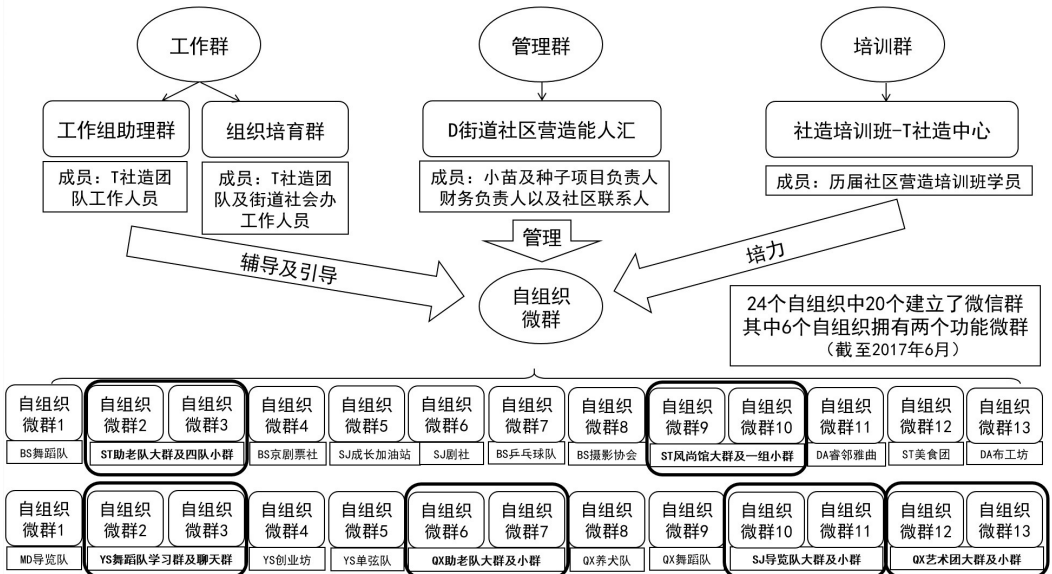 工作群
管理群
培训群
工作组助理群
组织培育群
D街道社区营造能人汇
社造培训班-T社造中心
成员：T社造团
队工作人员
成员：T社造团
队及街道社会办
工作人员
成员：小苗及种子项目负责人
财务负责人以及社区联系人
成员：历届社区营造培训班学员
辅导及引导
管理
培力
自组织
微群
24个自组织中20个建立了微信群
其中6个自组织拥有两个功能微群
（截至2017年6月）
自组织 自组织 自组织 自组织 自组织 自组织 自组织 自组织 自组织 自组织 自组织 自组织 自组织
微群1 微群2 微群3 微群4 微群5 微群6 微群7 微群8 微群9 微群10 微群11 微群12 微群13
BS舞蹈队 ST助老队大群及四队小群 BS京剧票社 SJ成长加油站 SJ剧社 BS乒乓球队 BS摄影协会 ST风尚馆大群及一组小群 DA睿邻雅曲 ST美食团 DA布工坊
自组织 自组织 自组织 自组织 自组织 自组织 自组织 自组织 自组织 自组织 自组织 自组织 自组织
微群1 微群2 微群3 微群4 微群5 微群6 微群7 微群8 微群9 微群10 微群11 微群12 微群13
MD导览队 YS舞蹈队学习群及聊天群 YS创业坊 YS单弦队 QX助老队大群及小群 QX养犬队 QX舞蹈队 SJ导览队大群及小群 QX艺术团大群及小群